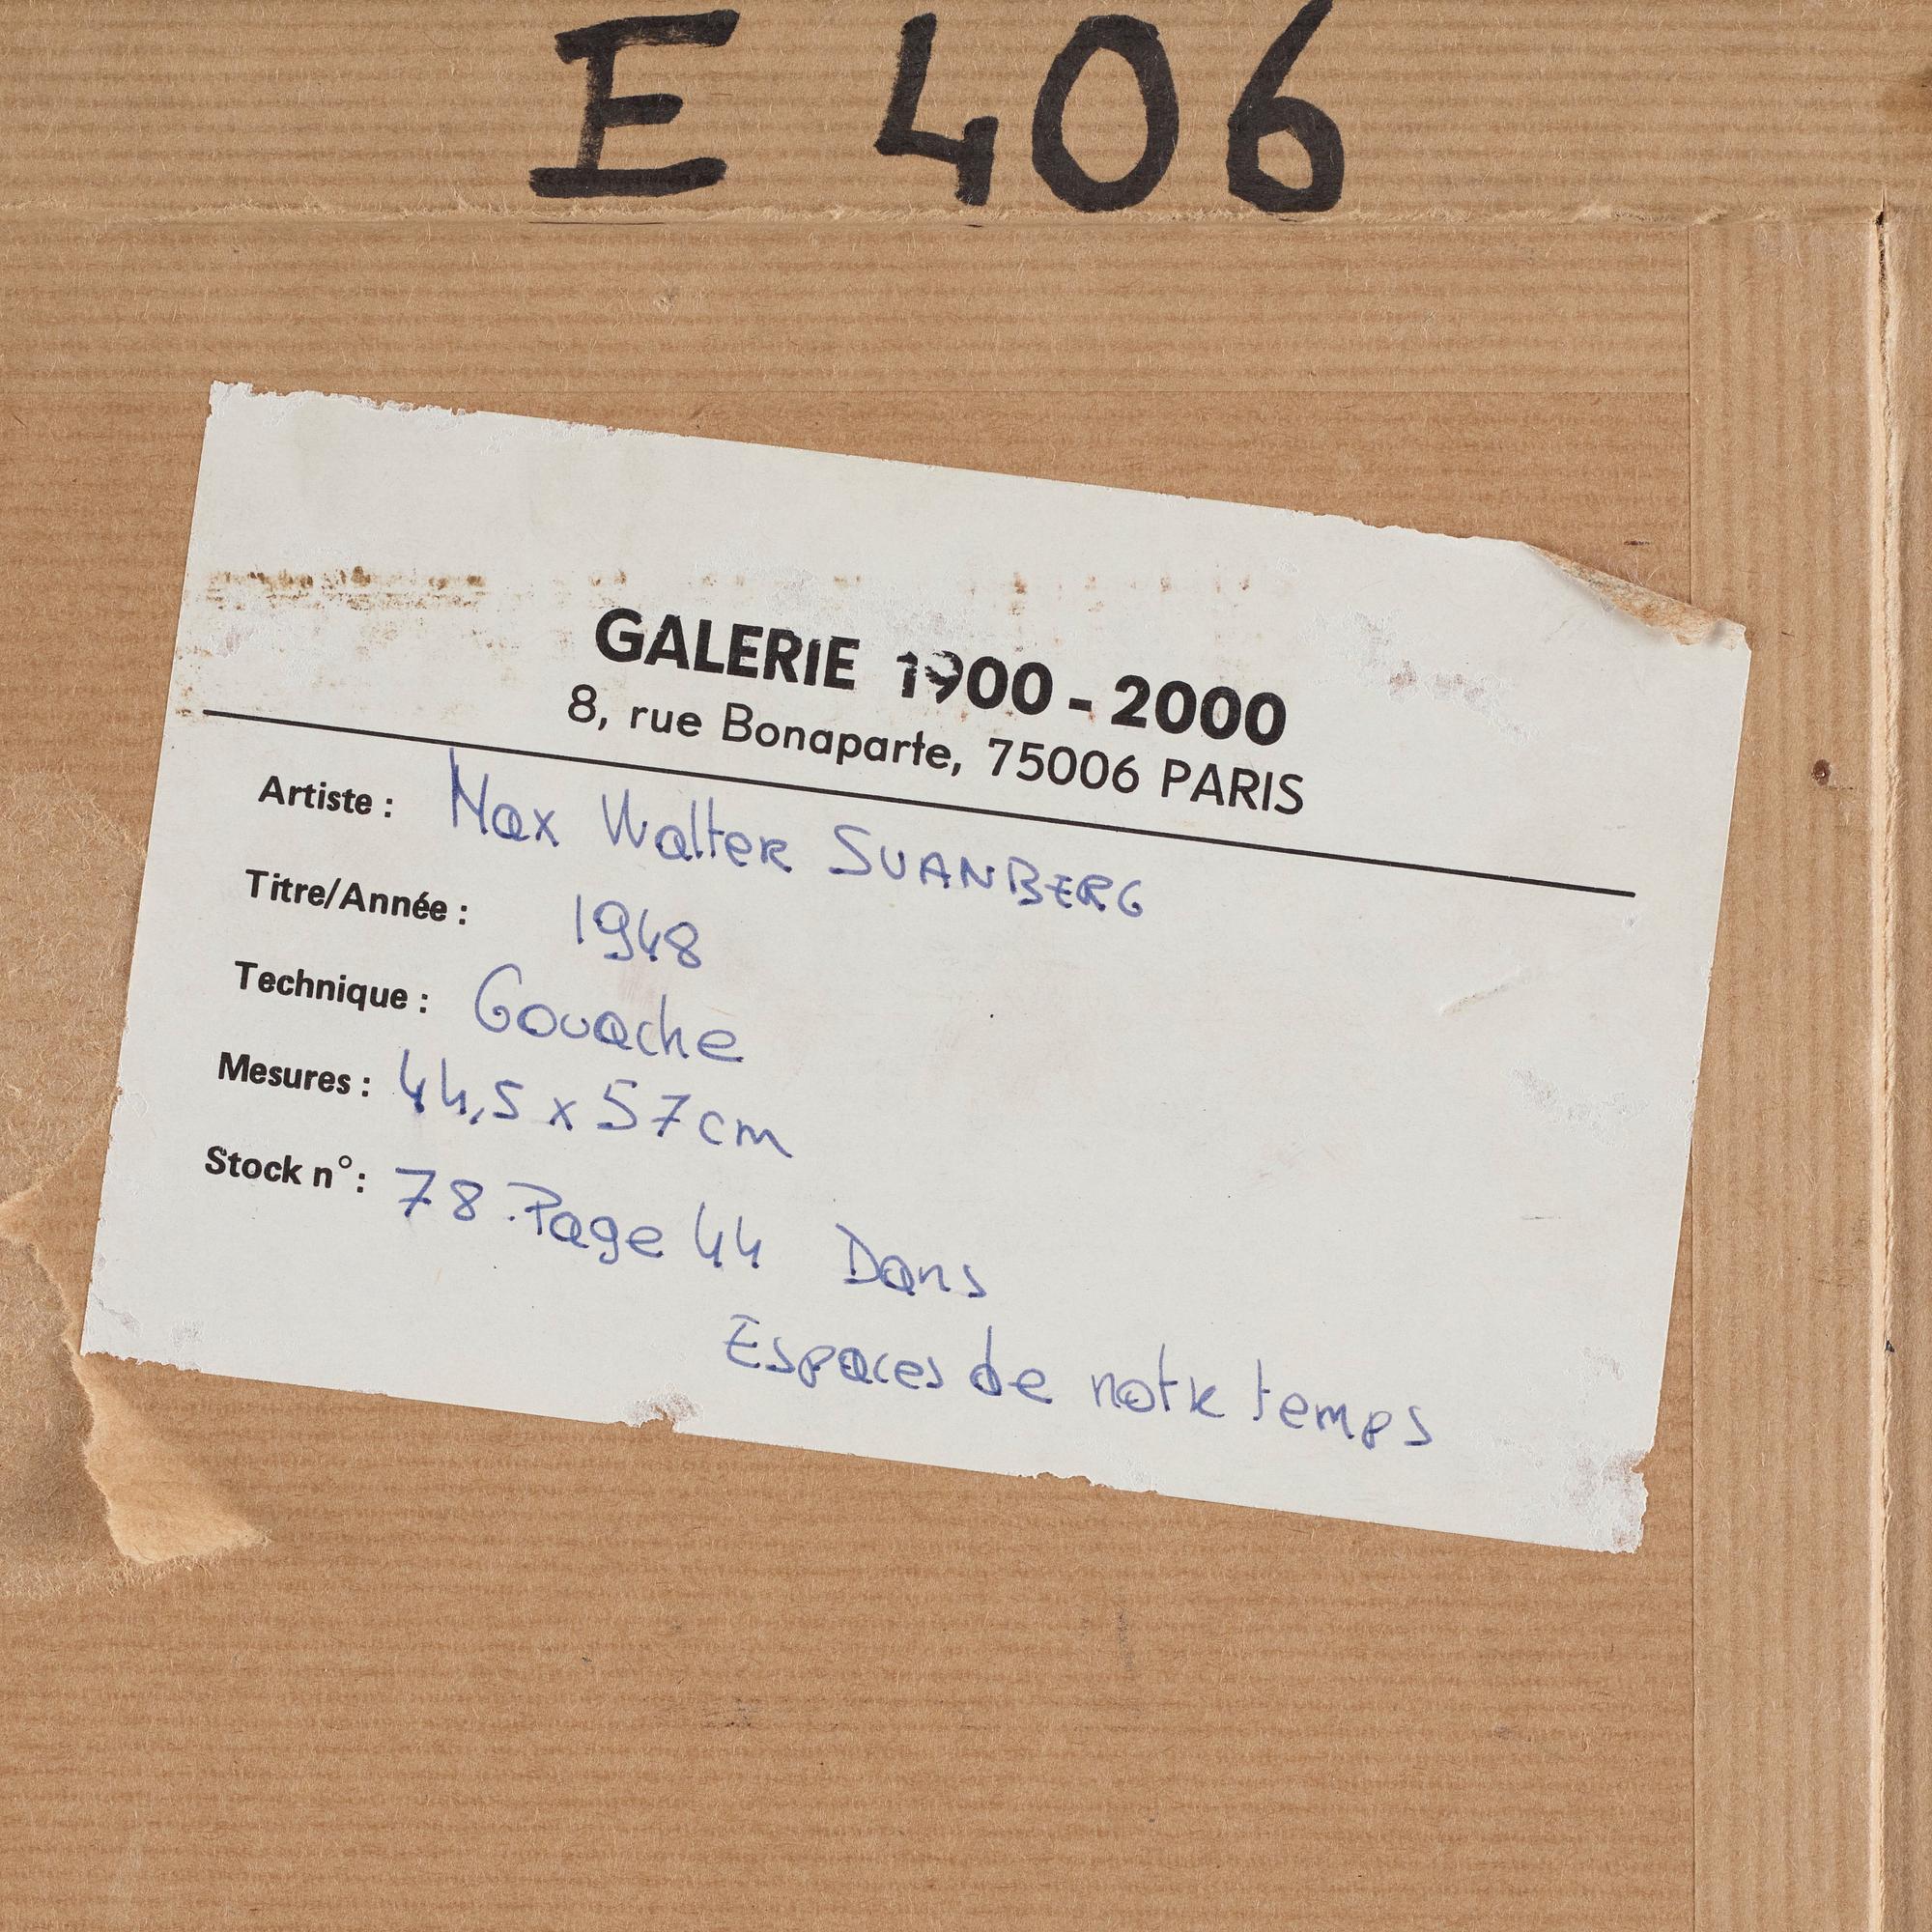 E 406
GALERIE 1900 - 2000
8, rue Bonaparte, 75006 PARIS
Artiste : Max Walter SVANBERG
Titre/Année : 1948
Technique : Gouache
Mesures : 44,5 x 57cm
Stock n° : 78. Page 44 Dans
Espaces de notre temps